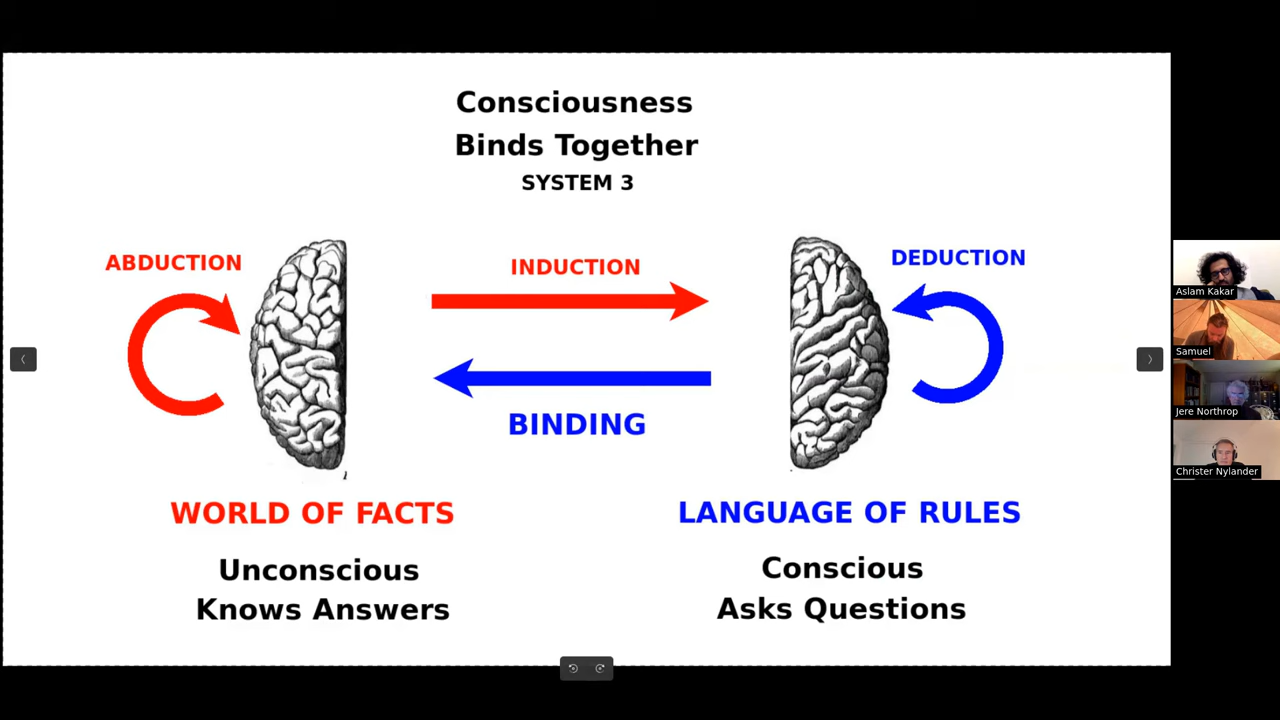 Consciousness
Binds Together
SYSTEM 3
ABDUCTION
INDUCTION
DEDUCTION
BINDING
WORLD OF FACTS
LANGUAGE OF RULES
Unconscious
Knows Answers
Conscious
Asks Questions
Aslam Kakar
Samuel
Jere Northrop
Christer Nylander